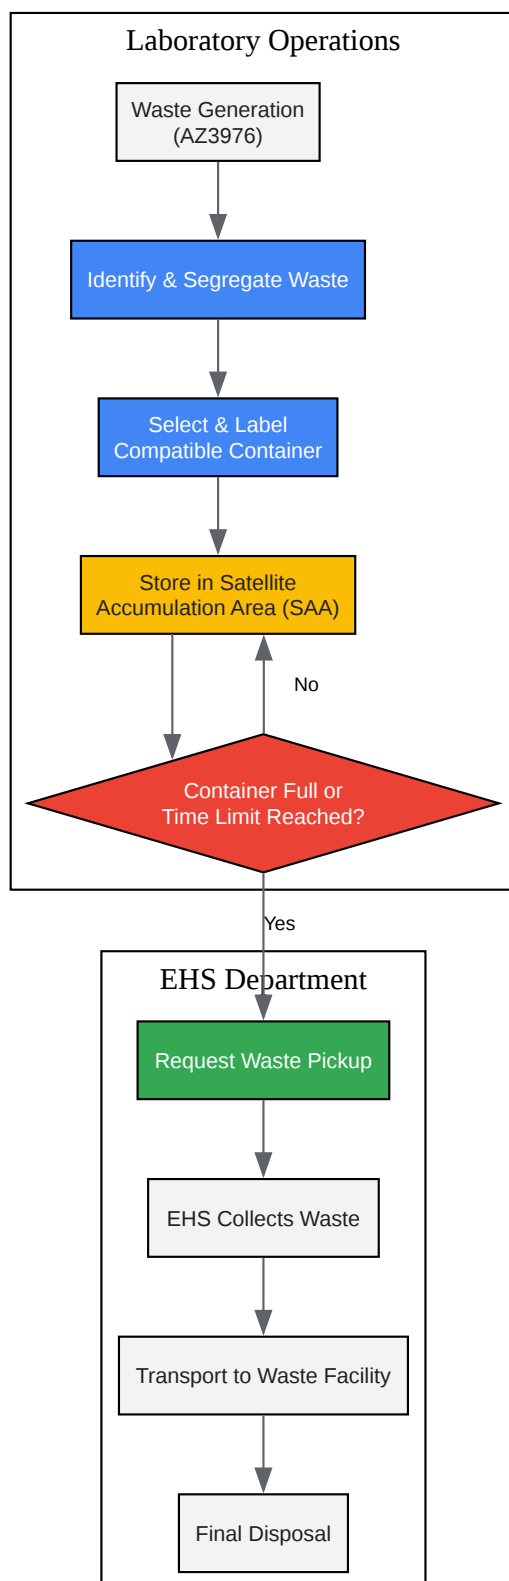 Laboratory Operations
Waste Generation
(AZ3976)
Identify & Segregate Waste
Select & Label
Compatible Container
Store in Satellite
Accumulation Area (SAA)
No
Container Full or
Time Limit Reached?
Yes
EHS Department
Request Waste Pickup
EHS Collects Waste
Transport to Waste Facility
Final Disposal